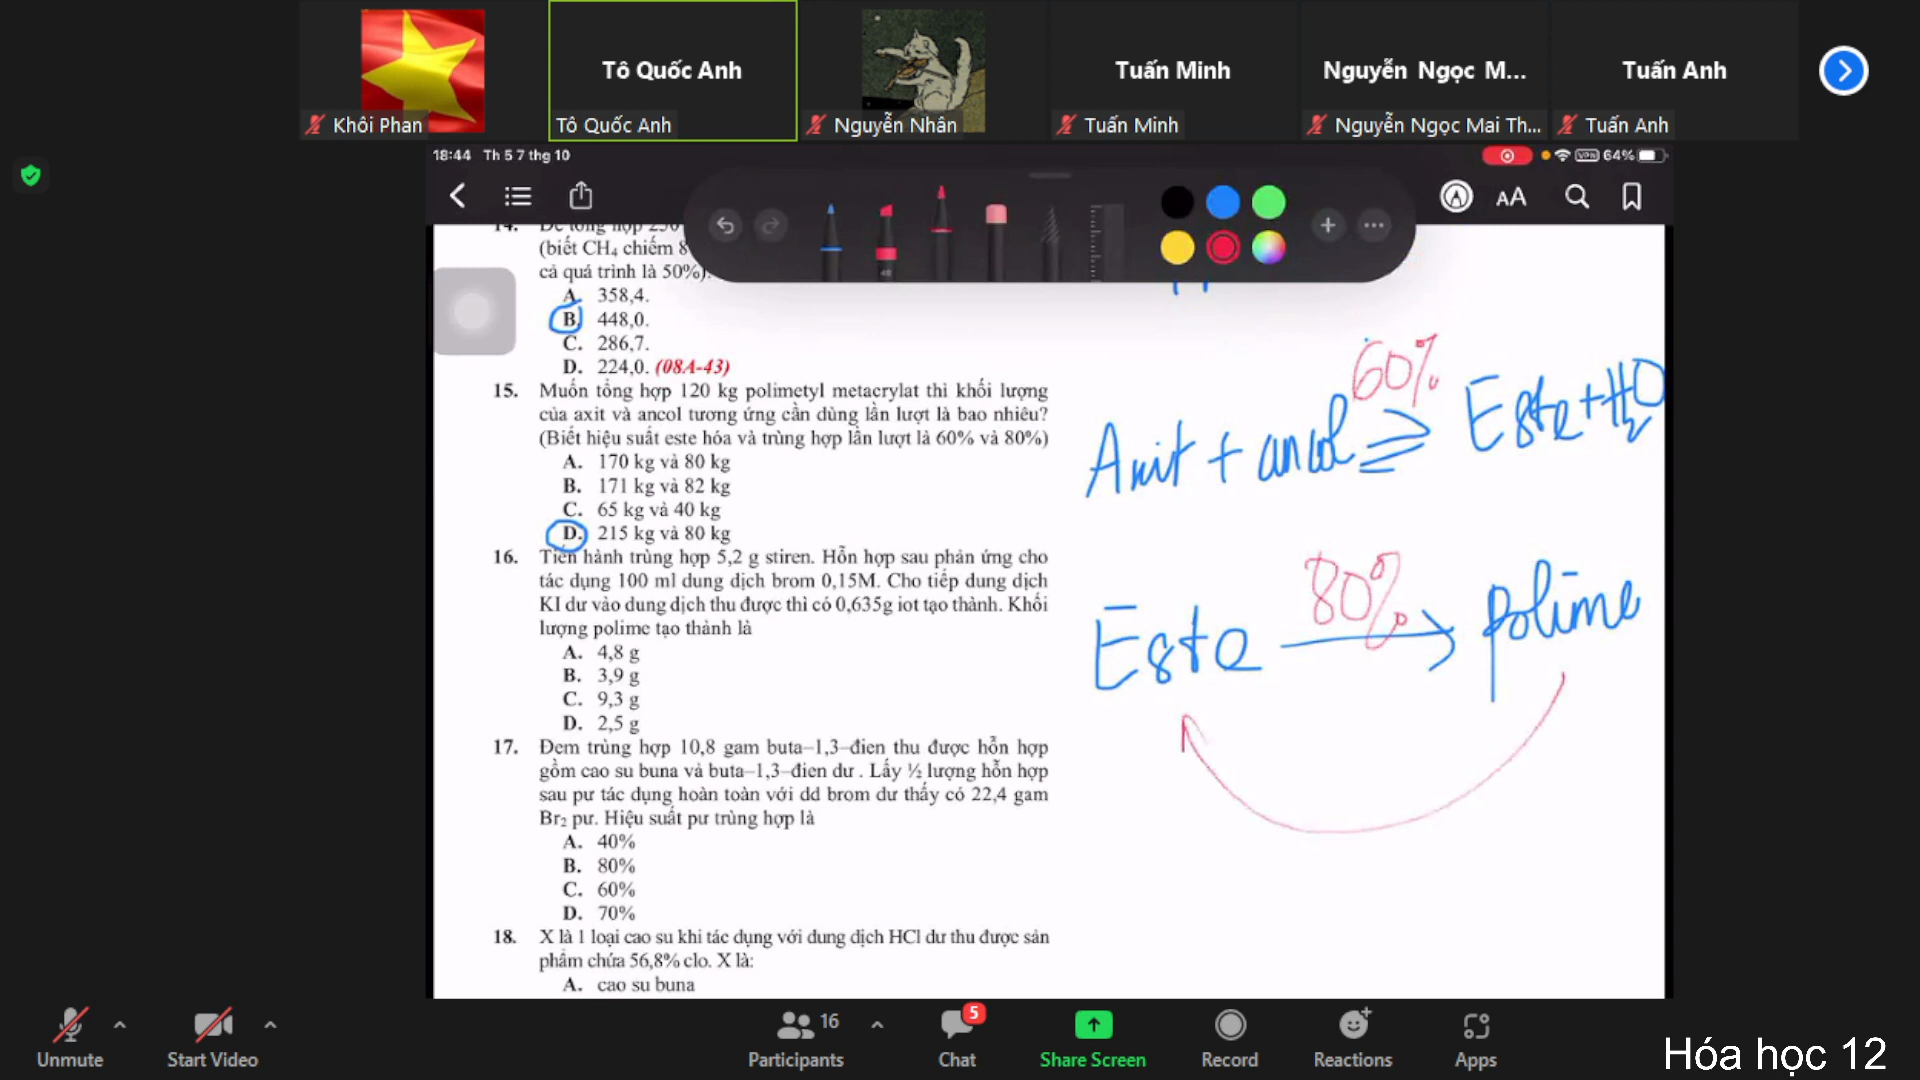 Tô Quốc Anh
Tuấn Minh
Nguyễn Ngọc M...
Tuấn Anh
Khôi Phan
Tô Quốc Anh
Nguyễn Nhân
Tuấn Minh
Nguyễn Ngọc Mai Th...
Tuấn Anh
18:44 Th 5 7 thg 10
VPN 64%
AA
14. Để tổng hợp 250
(biết CH₄ chiếm 8
cả quá trình là 50%).
A. 358,4.
B. 448,0.
C. 286,7.
D. 224,0. (08A-43)
15. Muốn tổng hợp 120 kg polimetyl metacrylat thì khối lượng
của axit và ancol tương ứng cần dùng lần lượt là bao nhiêu?
(Biết hiệu suất este hóa và trùng hợp lần lượt là 60% và 80%)
A. 170 kg và 80 kg
B. 171 kg và 82 kg
C. 65 kg và 40 kg
D. 215 kg và 80 kg
16. Tiến hành trùng hợp 5,2 g stiren. Hỗn hợp sau phản ứng cho
tác dụng 100 ml dung dịch brom 0,15M. Cho tiếp dung dịch
KI dư vào dung dịch thu được thì có 0,635g iot tạo thành. Khối
lượng polime tạo thành là
A. 4,8 g
B. 3,9 g
C. 9,3 g
D. 2,5 g
17. Đem trùng hợp 10,8 gam buta–1,3–đien thu được hỗn hợp
gồm cao su buna và buta–1,3–đien dư . Lấy ½ lượng hỗn hợp
sau pư tác dụng hoàn toàn với dd brom dư thấy có 22,4 gam
Br₂ pư. Hiệu suất pư trùng hợp là
A. 40%
B. 80%
C. 60%
D. 70%
18. X là 1 loại cao su khi tác dụng với dung dịch HCl dư thu được sản
phẩm chứa 56,8% clo. X là:
A. cao su buna
60%
Axit + ancol ⇌ Este + H₂O
80%
Este → polime
Unmute
Start Video
16
Participants
5
Chat
Share Screen
Record
Reactions
Apps
Hóa học 12